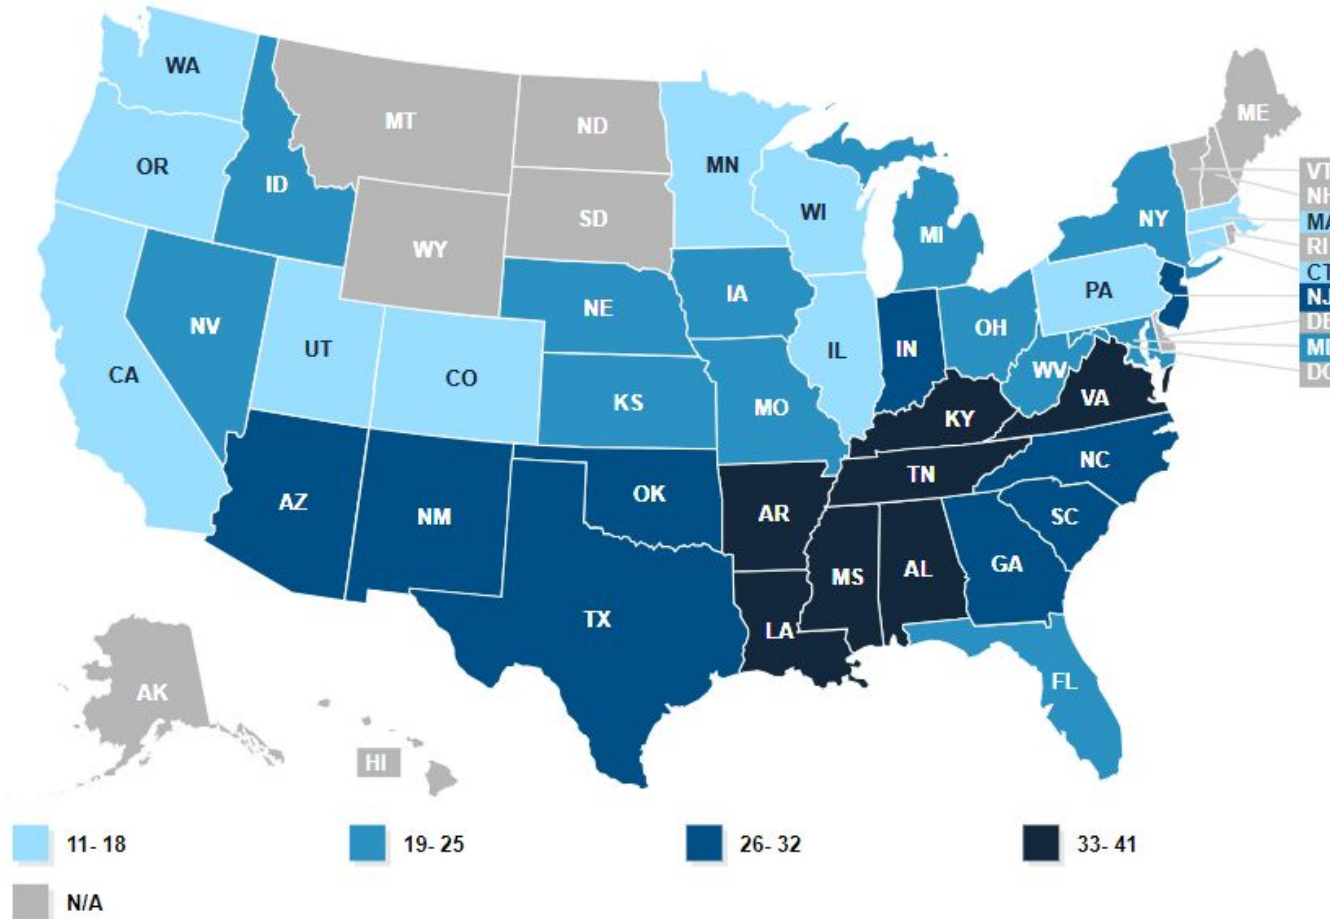 WA
MT
ND
ME
OR
MN
ID
VT
NH
SD
WI
NY
MA
MI
RI
WY
CT
PA
IA
NJ
NE
NV
OH
DE
UT
IL
IN
MD
CA
CO
WV
DC
KS
MO
VA
KY
NC
TN
OK
AZ
AR
NM
SC
GA
AL
MS
TX
LA
FL
AK
HI
11- 18
19- 25
26- 32
33- 41
N/A